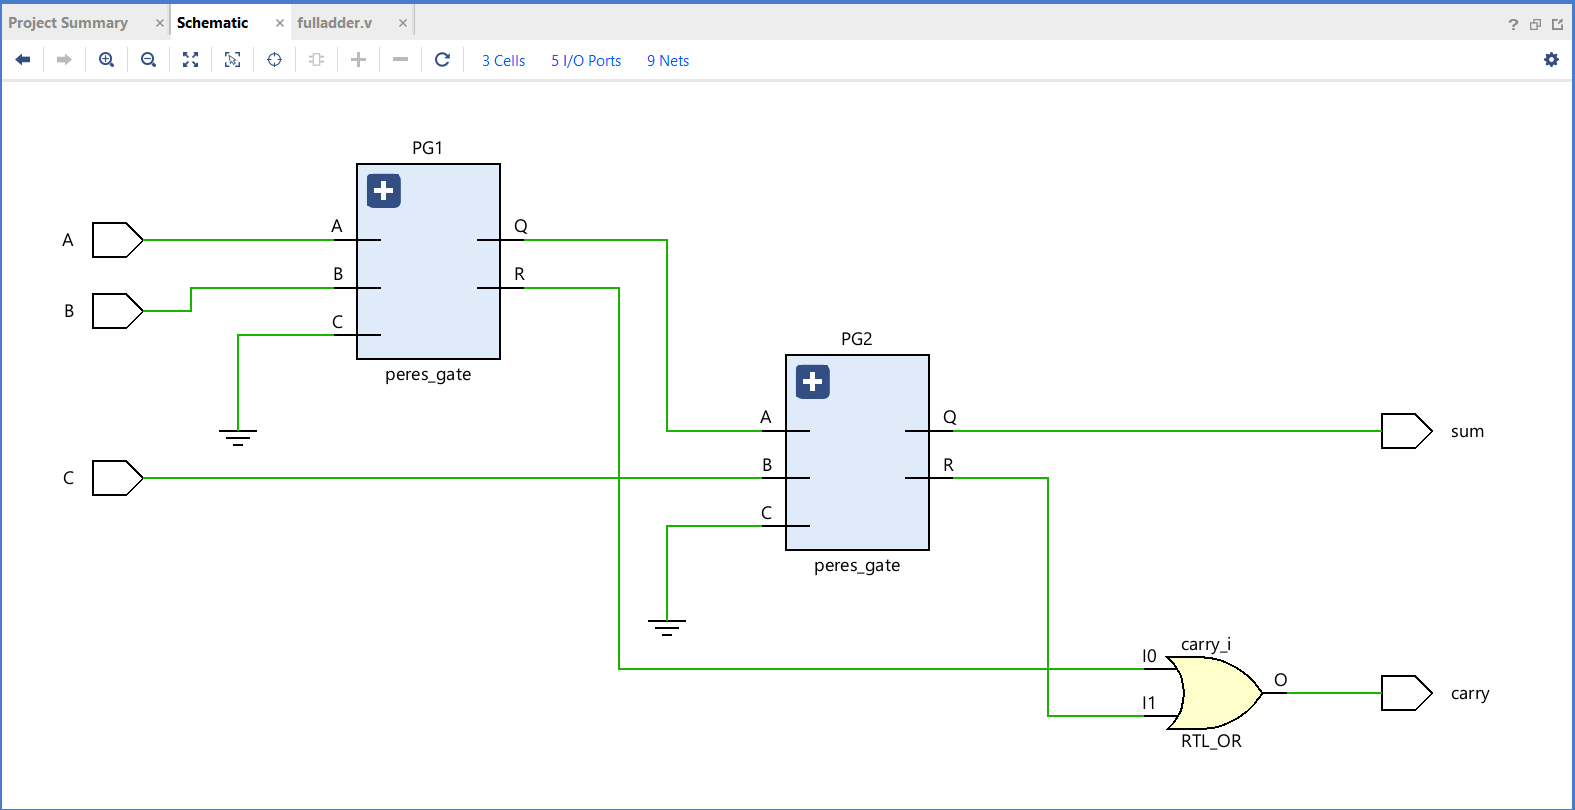 Project Summary × Schematic × fulladder.v ×
?
3 Cells 5 I/O Ports 9 Nets
PG1
A A Q
B B R
C
peres_gate
PG2
A Q sum
C B R
C
peres_gate
carry_i
I0
O carry
I1
RTL_OR